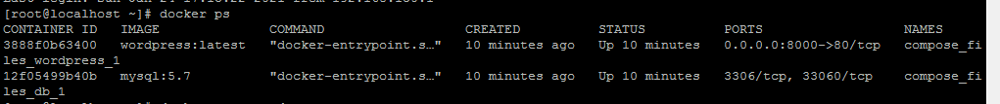 [root@localhost ~]# docker ps
CONTAINER ID IMAGE COMMAND CREATED STATUS PORTS NAMES
3888f0b63400 wordpress:latest "docker-entrypoint.s…" 10 minutes ago Up 10 minutes 0.0.0.0:8000->80/tcp compose_fi
les_wordpress_1
12f05499b40b mysql:5.7 "docker-entrypoint.s…" 10 minutes ago Up 10 minutes 3306/tcp, 33060/tcp compose_fi
les_db_1